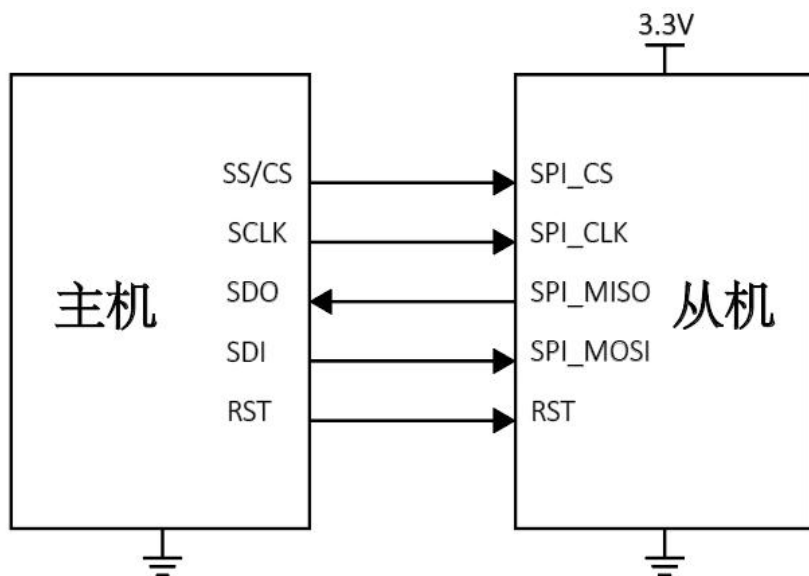 3.3V
SS/CS SPI_CS
SCLK SPI_CLK
主机 SDO SPI_MISO 从机
SDI SPI_MOSI
RST RST